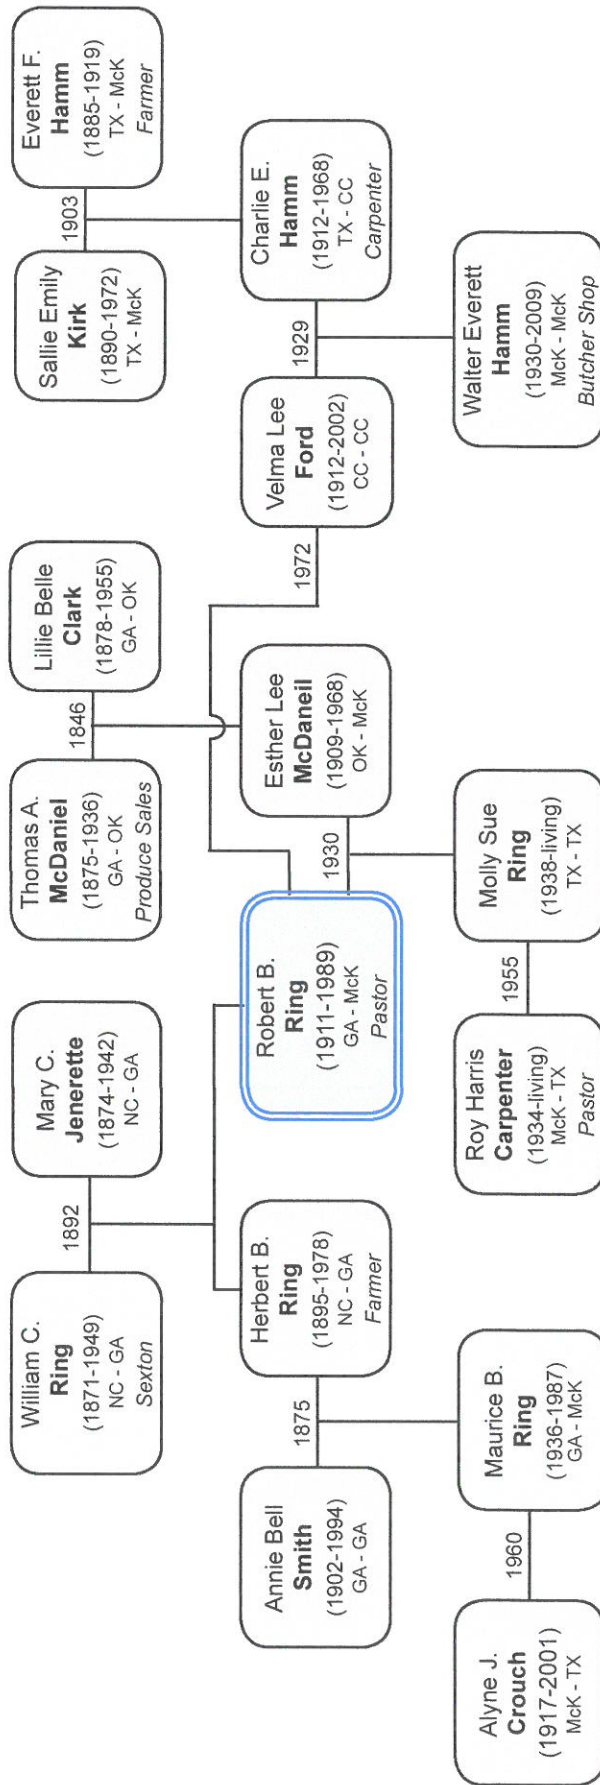 William C.
Ring
(1871-1949)
NC - GA
Sexton
1892
Mary C.
Jenerette
(1874-1942)
NC - GA
Thomas A.
McDaniel
(1875-1936)
GA - OK
Produce Sales
1846
Lillie Belle
Clark
(1878-1955)
GA - OK
Sallie Emily
Kirk
(1890-1972)
TX - McK
1903
Everett F.
Hamm
(1885-1919)
TX - McK
Farmer
Annie Bell
Smith
(1902-1994)
GA - GA
1875
Herbert B.
Ring
(1895-1978)
NC - GA
Farmer
Robert B.
Ring
(1911-1989)
GA - McK
Pastor
1930
Esther Lee
McDaneil
(1909-1968)
OK - McK
1972
Velma Lee
Ford
(1912-2002)
CC - CC
1929
Charlie E.
Hamm
(1912-1968)
TX - CC
Carpenter
Alyne J.
Crouch
(1917-2001)
McK - TX
1960
Maurice B.
Ring
(1936-1987)
GA - McK
Roy Harris
Carpenter
(1934-living)
McK - TX
Pastor
1955
Molly Sue
Ring
(1938-living)
TX - TX
Walter Everett
Hamm
(1930-2009)
McK - McK
Butcher Shop